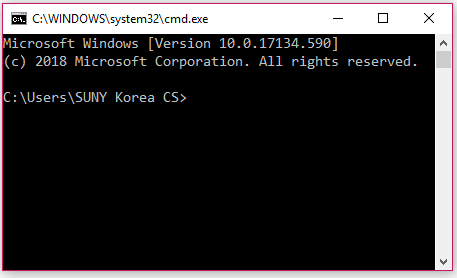 C:\WINDOWS\system32\cmd.exe
Microsoft Windows [Version 10.0.17134.590]
(c) 2018 Microsoft Corporation. All rights reserved.
C:\Users\SUNY Korea CS>